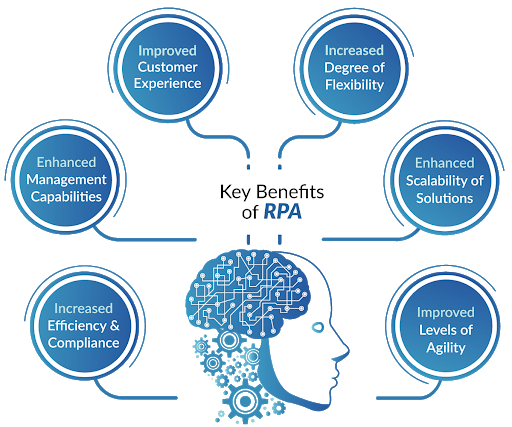 Improved
Customer
Experience
Increased
Degree of
Flexibility
Enhanced
Management
Capabilities
Key Benefits
of RPA
Enhanced
Scalability of
Solutions
Increased
Efficiency &
Compliance
Improved
Levels of
Agility